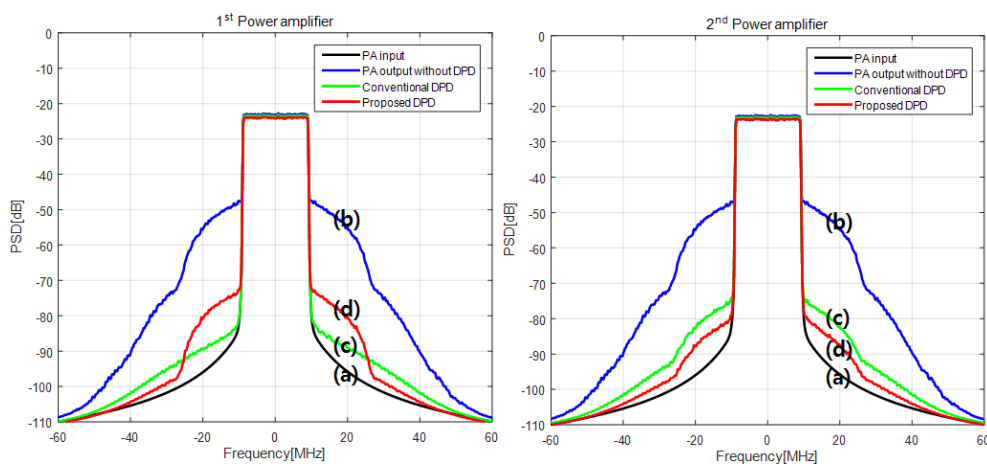 1st Power amplifier
0
-10
-20
-30
-40
-50
-60
-70
-80
-90
-100
-110
PSD[dB]
PA input
PA output without DPD
Conventional DPD
Proposed DPD
(b)
(d)
(c)
(a)
-60
-40
-20
0
20
40
60
Frequency[MHz]
2nd Power amplifier
0
-10
-20
-30
-40
-50
-60
-70
-80
-90
-100
-110
PSD[dB]
PA input
PA output without DPD
Conventional DPD
Proposed DPD
(b)
(c)
(d)
(a)
-60
-40
-20
0
20
40
60
Frequency[MHz]